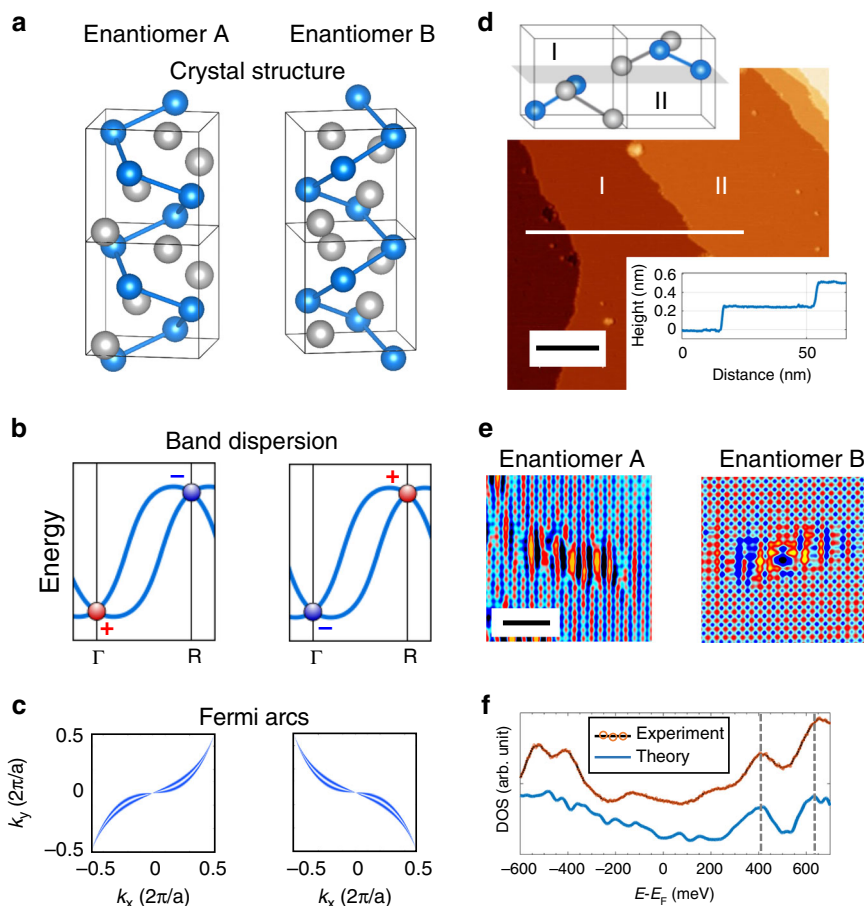 a
Enantiomer A
Enantiomer B
Crystal structure
b
Band dispersion
Energy
−
+
Γ
R
+
−
Γ
R
c
Fermi arcs
k_y (2π/a)
0.5
0
−0.5
−0.5
0
0.5
k_x (2π/a)
−0.5
0
0.5
k_x (2π/a)
d
I
II
I
II
Height (nm)
0.6
0.4
0.2
0
0
50
Distance (nm)
e
Enantiomer A
Enantiomer B
f
Experiment
Theory
DOS (arb. unit)
−600
−400
−200
0
200
400
600
E-E_F (meV)